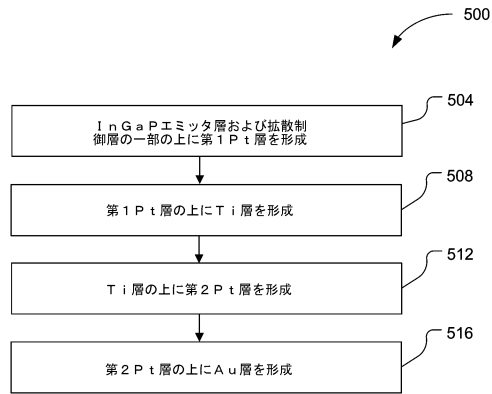 500
InGaPエミッタ層および拡散制
御層の一部の上に第1Pt層を形成
504
第1Pt層の上にTi層を形成
508
Ti層の上に第2Pt層を形成
512
第2Pt層の上にAu層を形成
516